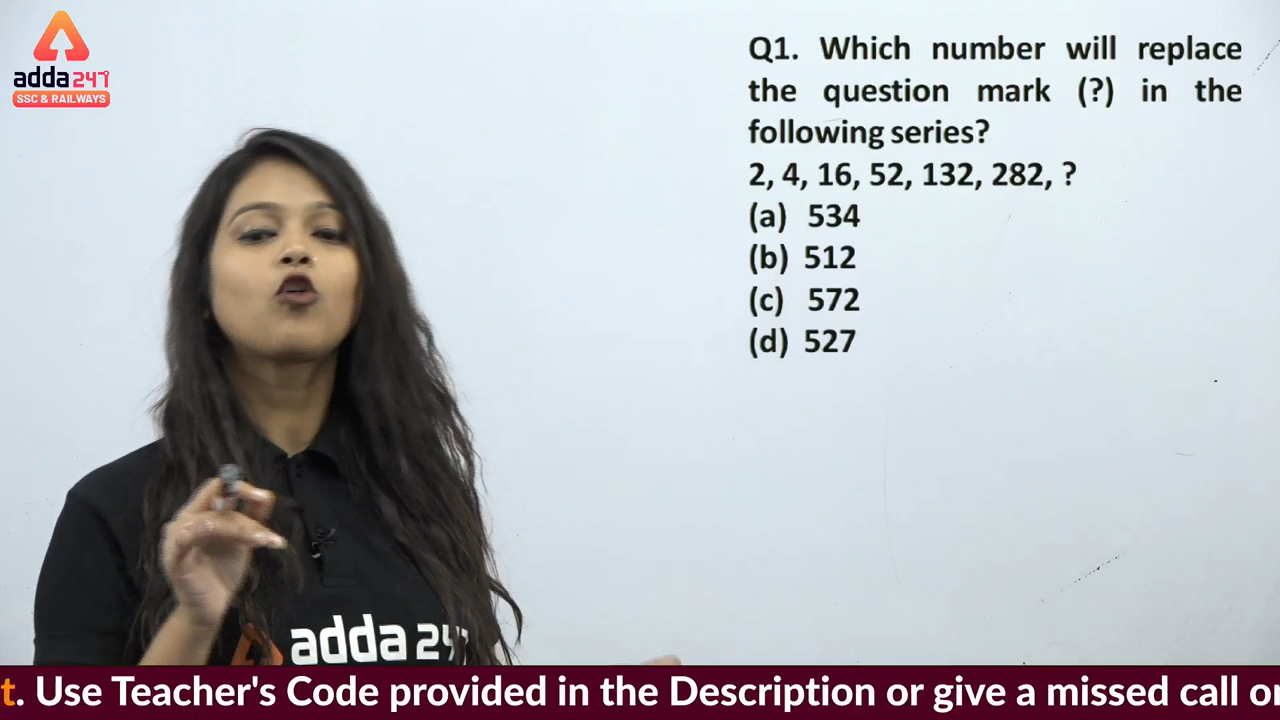 adda247
SSC & RAILWAYS
Q1. Which number will replace
the question mark (?) in the
following series?
2, 4, 16, 52, 132, 282, ?
(a) 534
(b) 512
(c) 572
(d) 527
adda 247
t. Use Teacher's Code provided in the Description or give a missed call or